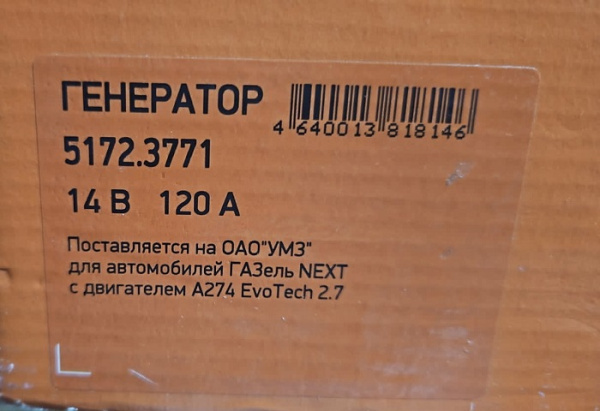 ГЕНЕРАТОР
4 640013 818146
5172.3771
14 В 120 А
Поставляется на ОАО"УМЗ"
для автомобилей ГАЗель NEXT
с двигателем А274 EvoTech 2.7